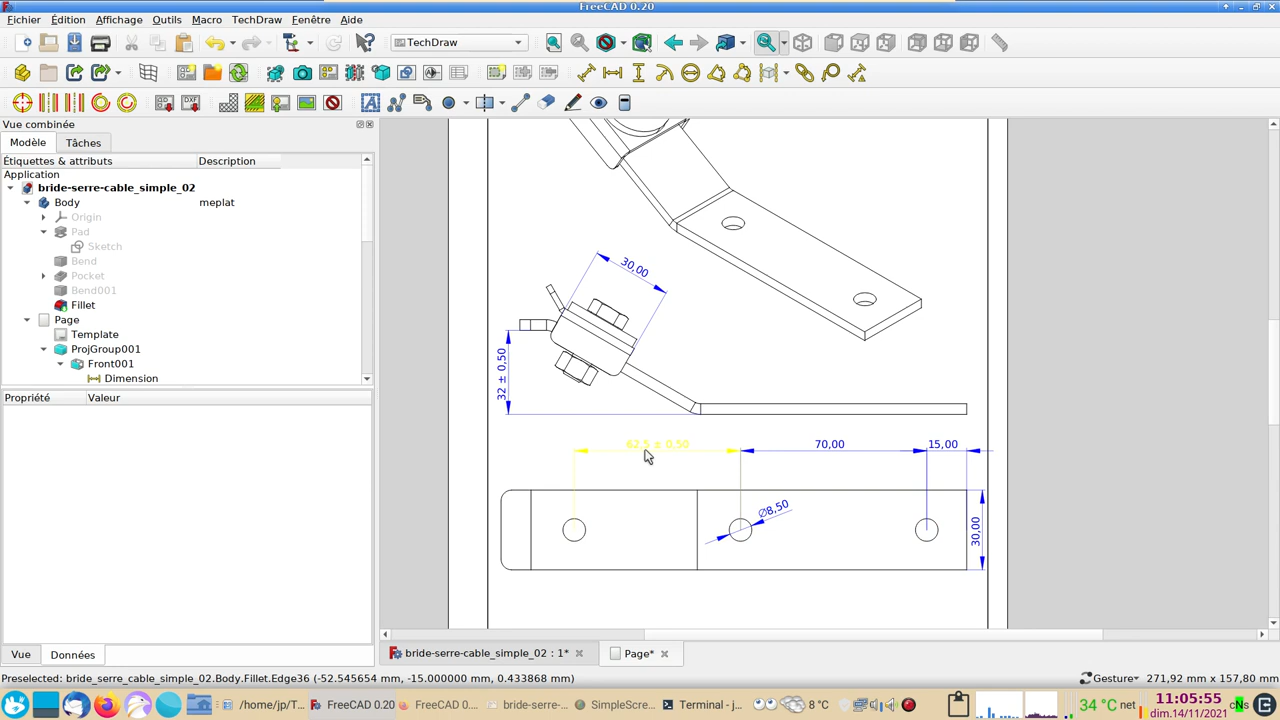 FreeCAD 0.20
Fichier Édition Affichage Outils Macro TechDraw Fenêtre Aide
TechDraw
Vue combinée
Modèle Tâches
Étiquettes & attributs Description
Application
bride-serre-cable_simple_02
Body meplat
Origin
Pad
Sketch
Bend
Pocket
Bend001
Fillet
Page
Template
ProjGroup001
Front001
Dimension
Propriété Valeur
Vue Données
30,00
32 ± 0.50
62,5 ± 0.50
70,00
15,00
Ø8,50
30,00
bride-serre-cable_simple_02 : 1*
Page*
Preselected: bride_serre_cable_simple_02.Body.Fillet.Edge36 (-52.545654 mm, -15.000000 mm, 0.433868 mm)
Gesture 271,92 mm x 157,80 mm
/home/jp/T...
FreeCAD 0.20
FreeCAD 0.20
bride-serre-...
SimpleScre...
Terminal - j...
8°C
34 °C net
11:05:55
dim.14/11/2021
cNs